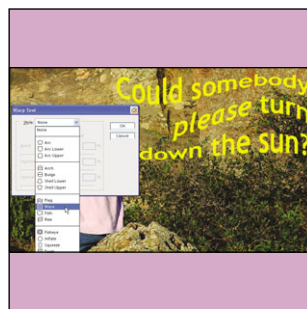 Could somebody
please turn
down the sun?
Warp Text
Style: None
None
Arc
Arc Lower
Arc Upper
Arch
Bulge
Shell Lower
Shell Upper
Flag
Wave
Fish
Rise
Fisheye
Inflate
Squeeze
OK
Cancel